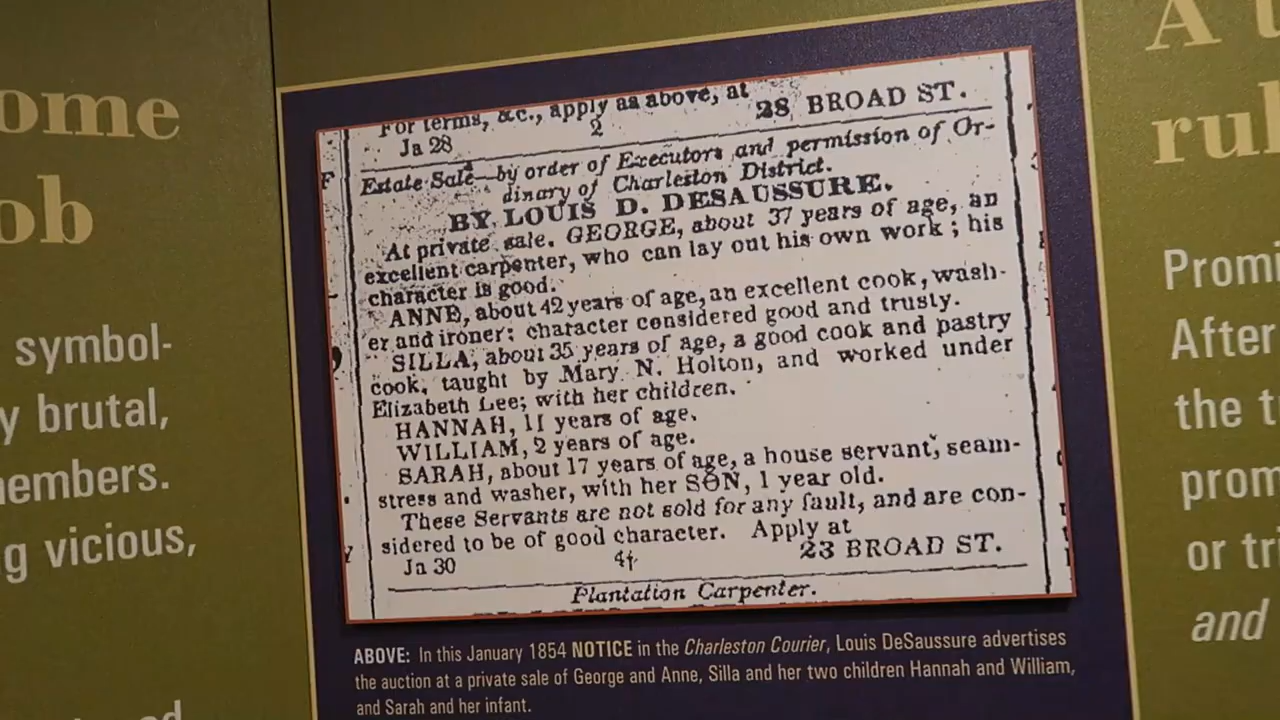 ome
ob
symbol-
y brutal,
embers.
g vicious,
For terms, &c., apply as above, at
28 BROAD ST.
Ja 28
2
Estate Sale—by order of Executors and permission of Or-
dinary of Charleston District.
BY LOUIS D. DESAUSSURE.
At private sale. GEORGE, about 37 years of age, an
excellent carpenter, who can lay out his own work; his
character is good.
ANNE, about 42 years of age, an excellent cook, wash-
er and ironer; character considered good and trusty.
SILLA, about 35 years of age, a good cook and pastry
cook, taught by Mary N. Holton, and worked under
Elizabeth Lee; with her children.
HANNAH, 11 years of age.
WILLIAM, 2 years of age.
SARAH, about 17 years of age, a house servant, seam-
stress and washer, with her SON, 1 year old.
These Servants are not sold for any fault, and are con-
sidered to be of good character. Apply at
Ja 30
4†
23 BROAD ST.
Plantation Carpenter.
ABOVE: In this January 1854 NOTICE in the Charleston Courier, Louis DeSaussure advertises
the auction at a private sale of George and Anne, Silla and her two children Hannah and William,
and Sarah and her infant.
A
rul
Promi
After
the t
prom
or tri
and